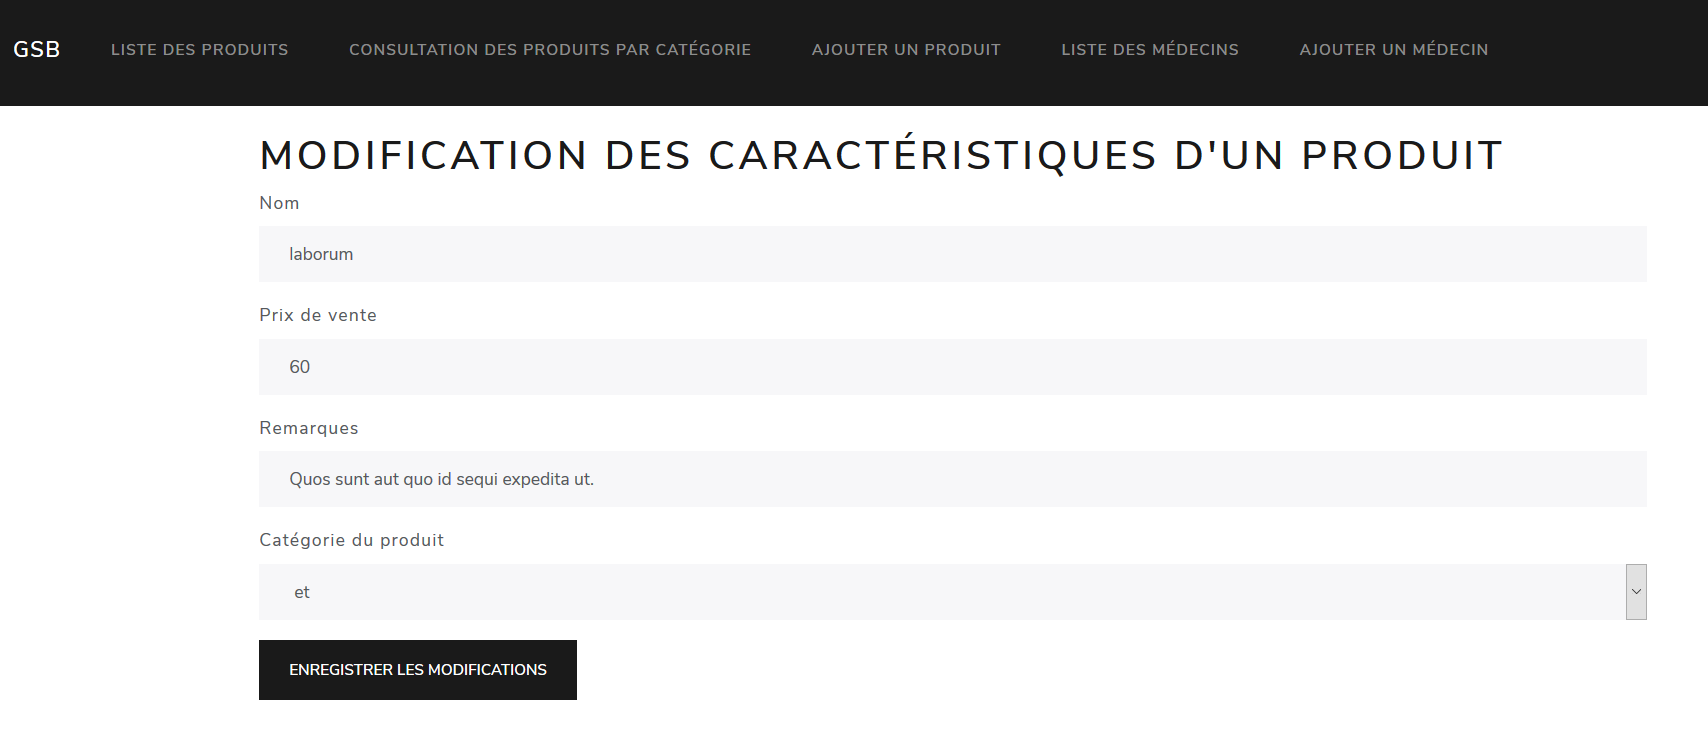 GSB LISTE DES PRODUITS CONSULTATION DES PRODUITS PAR CATÉGORIE AJOUTER UN PRODUIT LISTE DES MÉDECINS AJOUTER UN MÉDECIN
MODIFICATION DES CARACTÉRISTIQUES D'UN PRODUIT
Nom
laborum
Prix de vente
60
Remarques
Quos sunt aut quo id sequi expedita ut.
Catégorie du produit
et
ENREGISTRER LES MODIFICATIONS